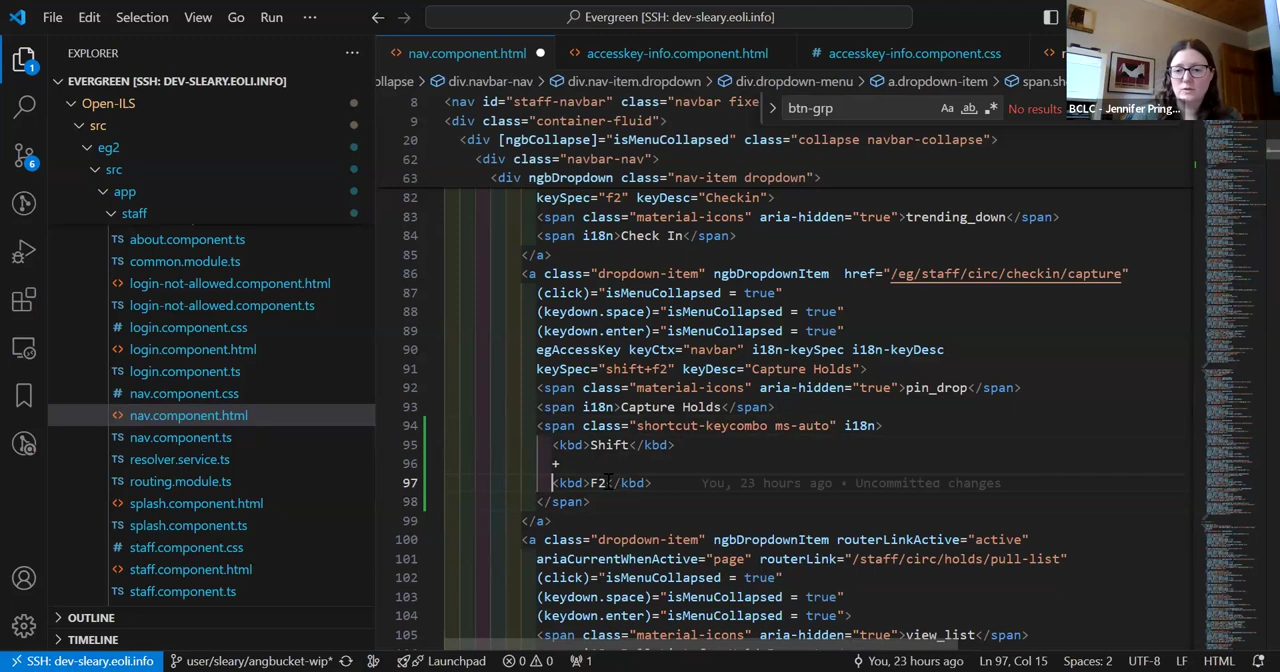 File Edit Selection View Go Run ··· Evergreen [SSH: dev-sleary.eoli.info]
EXPLORER ···
nav.component.html accesskey-info.component.html accesskey-info.component.css
EVERGREEN [SSH: DEV-SLEARY.EOLI.INFO]
ollapse > div.navbar-nav > div.nav-item.dropdown > div.dropdown-menu > a.dropdown-item > span.sh
BCLC - Jennifer Pring...
btn-grp Aa ab No results
Open-ILS
src
eg2
src
app
staff
about.component.ts
common.module.ts
login-not-allowed.component.html
login-not-allowed.component.ts
login.component.css
login.component.html
login.component.ts
nav.component.css
nav.component.html
nav.component.ts
resolver.service.ts
routing.module.ts
splash.component.html
splash.component.ts
staff.component.css
staff.component.html
staff.component.ts
OUTLINE
TIMELINE
8 <nav id="staff-navbar" class="navbar fixe
9 <div class="container-fluid">
20 <div [ngbCollapse]="isMenuCollapsed" class="collapse navbar-collapse">
62 <div class="navbar-nav">
63 <div ngbDropdown class="nav-item dropdown">
82 keySpec="f2" keyDesc="Checkin">
83 <span class="material-icons" aria-hidden="true">trending_down</span>
84 <span i18n>Check In</span>
85 </a>
86 <a class="dropdown-item" ngbDropdownItem  href="/eg/staff/circ/checkin/capture"
87 (click)="isMenuCollapsed = true"
88 (keydown.space)="isMenuCollapsed = true"
89 (keydown.enter)="isMenuCollapsed = true"
90 egAccessKey keyCtx="navbar" i18n-keySpec i18n-keyDesc
91 keySpec="shift+f2" keyDesc="Capture Holds">
92 <span class="material-icons" aria-hidden="true">pin_drop</span>
93 <span i18n>Capture Holds</span>
94 <span class="shortcut-keycombo ms-auto" i18n>
95 <kbd>Shift</kbd>
96 +
97 <kbd>F2</kbd> You, 23 hours ago • Uncommitted changes
98 </span>
99 </a>
100 <a class="dropdown-item" ngbDropdownItem routerLinkActive="active"
101 ariaCurrentWhenActive="page" routerLink="/staff/circ/holds/pull-list"
102 (click)="isMenuCollapsed = true"
103 (keydown.space)="isMenuCollapsed = true"
104 (keydown.enter)="isMenuCollapsed = true">
105 <span class="material-icons" aria-hidden="true">view_list</span>
1
6
SSH: dev-sleary.eoli.info user/sleary/angbucket-wip* Launchpad 0 0 1 You, 23 hours ago Ln 97, Col 15 Spaces: 2 UTF-8 LF HTML